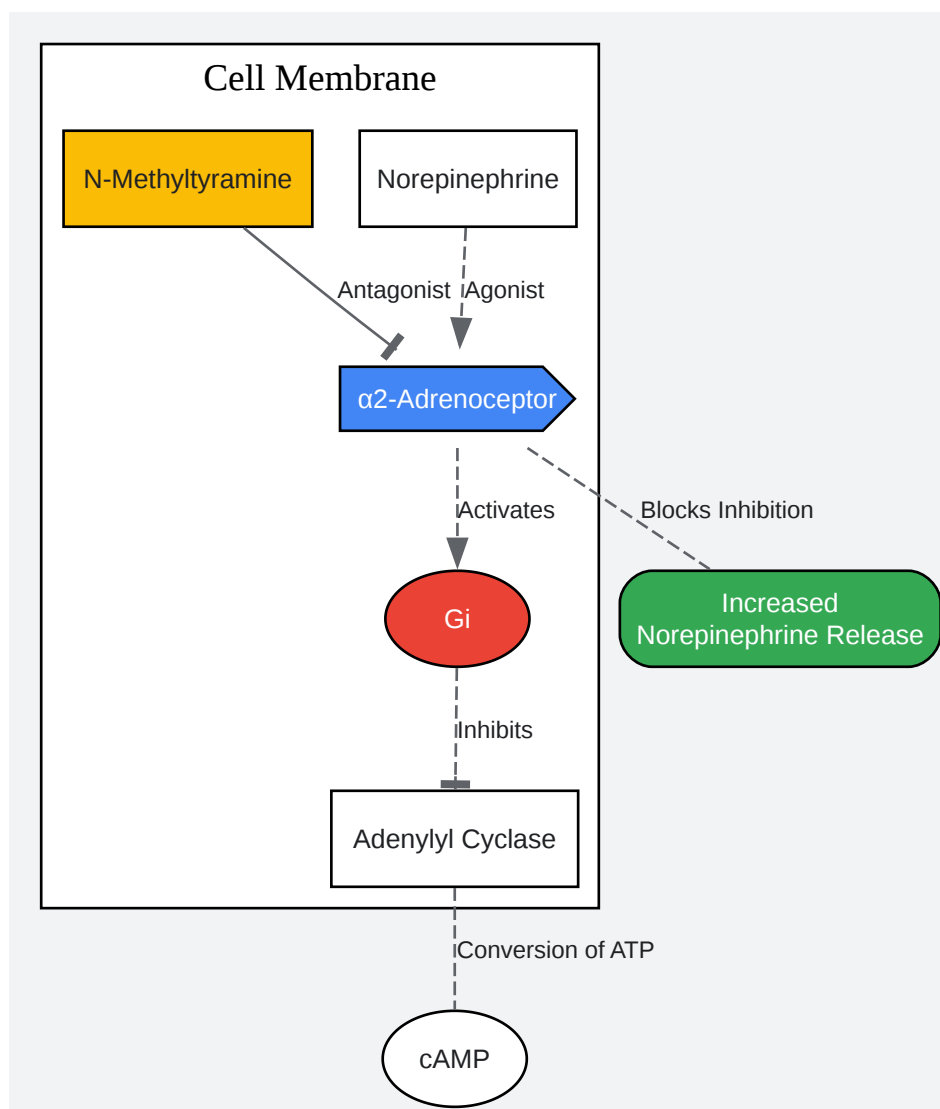 Cell Membrane
N-Methyltyramine
Norepinephrine
Antagonist
Agonist
α2-Adrenoceptor
Activates
Blocks Inhibition
Gi
Increased
Norepinephrine Release
Inhibits
Adenylyl Cyclase
Conversion of ATP
cAMP